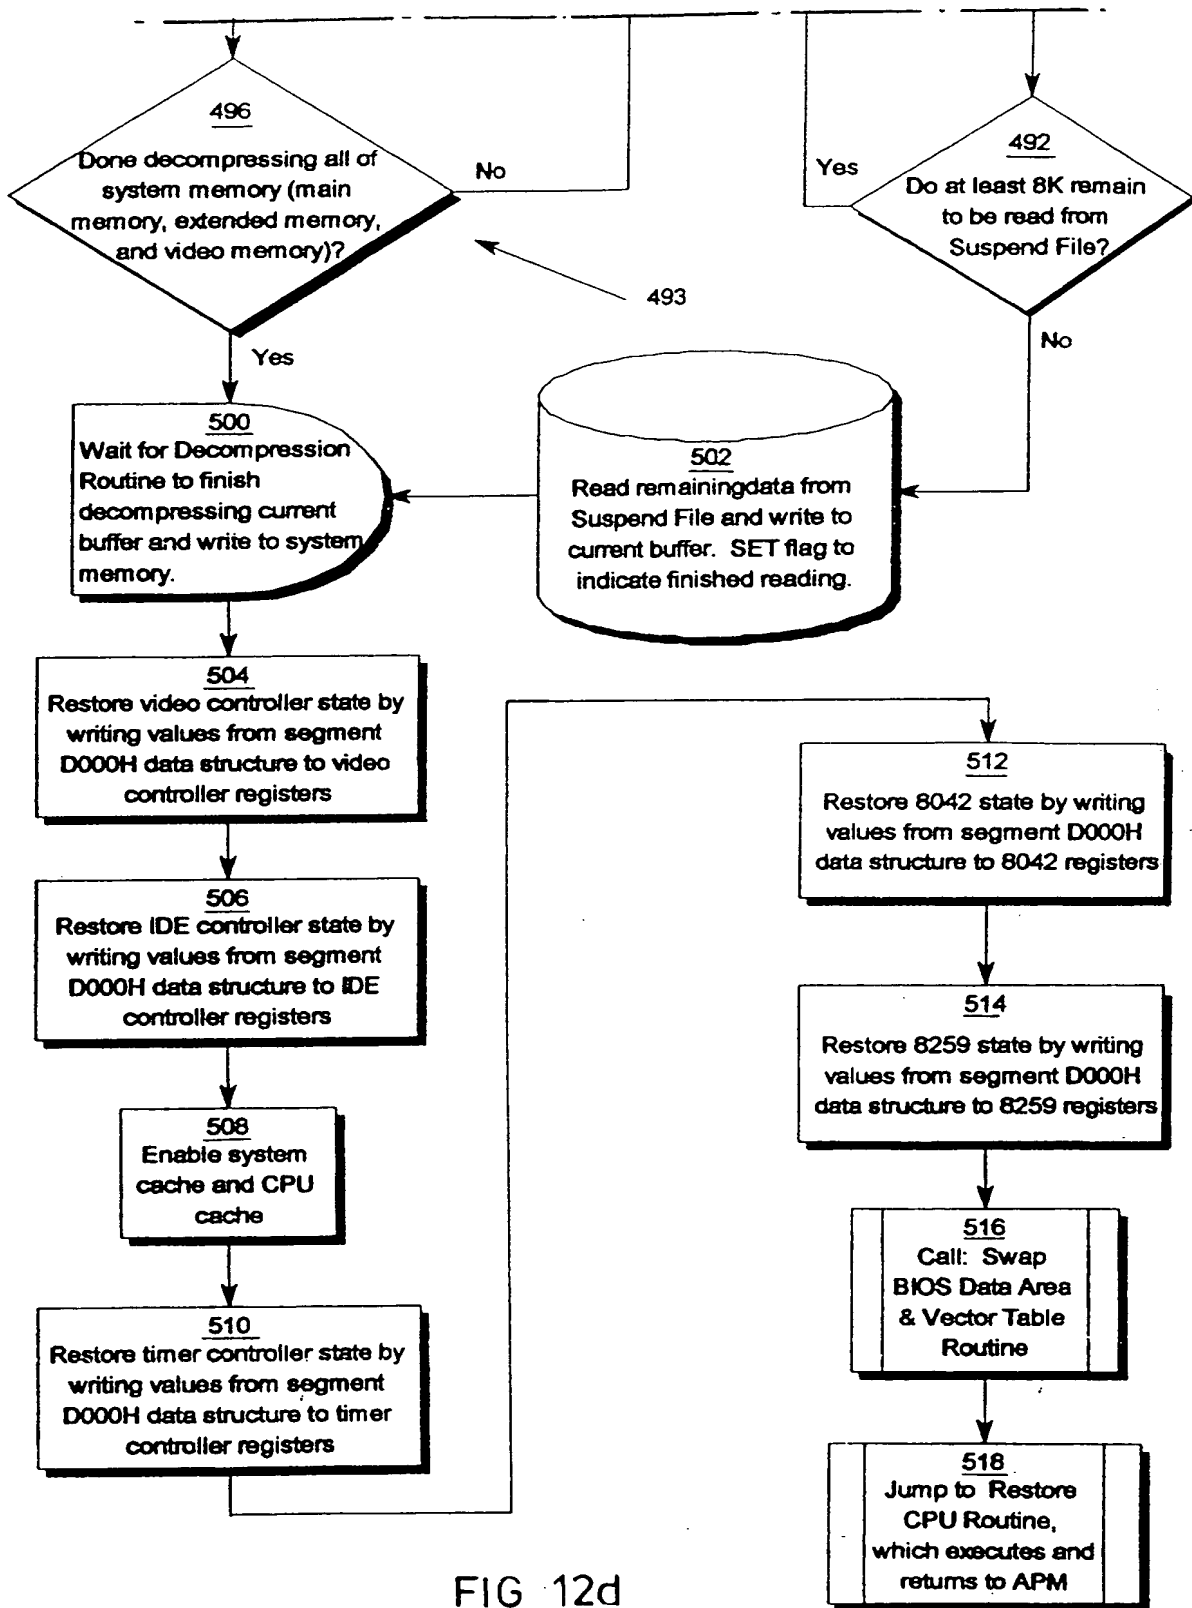 496
Done decompressing all of
system memory (main
memory, extended memory,
and video memory)?
No
Yes
493
492
Do at least 8K remain
to be read from
Suspend File?
Yes
No
500
Wait for Decompression
Routine to finish
decompressing current
buffer and write to system
memory.
502
Read remainingdata from
Suspend File and write to
current buffer. SET flag to
indicate finished reading.
504
Restore video controller state by
writing values from segment
D000H data structure to video
controller registers
506
Restore IDE controller state by
writing values from segment
D000H data structure to IDE
controller registers
508
Enable system
cache and CPU
cache
510
Restore timer controller state by
writing values from segment
D000H data structure to timer
controller registers
512
Restore 8042 state by writing
values from segment D000H
data structure to 8042 registers
514
Restore 8259 state by writing
values from segment D000H
data structure to 8259 registers
516
Call: Swap
BIOS Data Area
& Vector Table
Routine
518
Jump to Restore
CPU Routine,
which executes and
returns to APM
FIG 12d